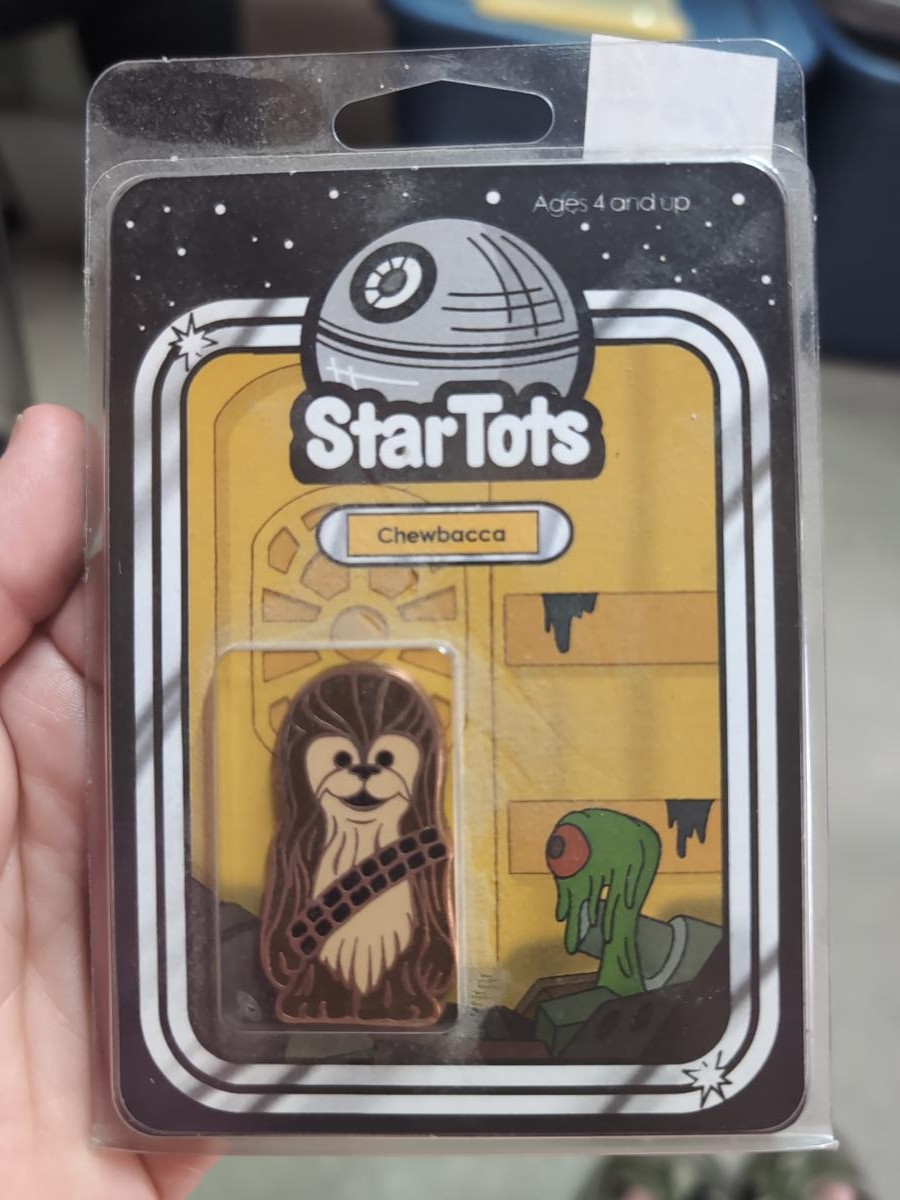 Ages 4 and up
StarTots
Chewbacca